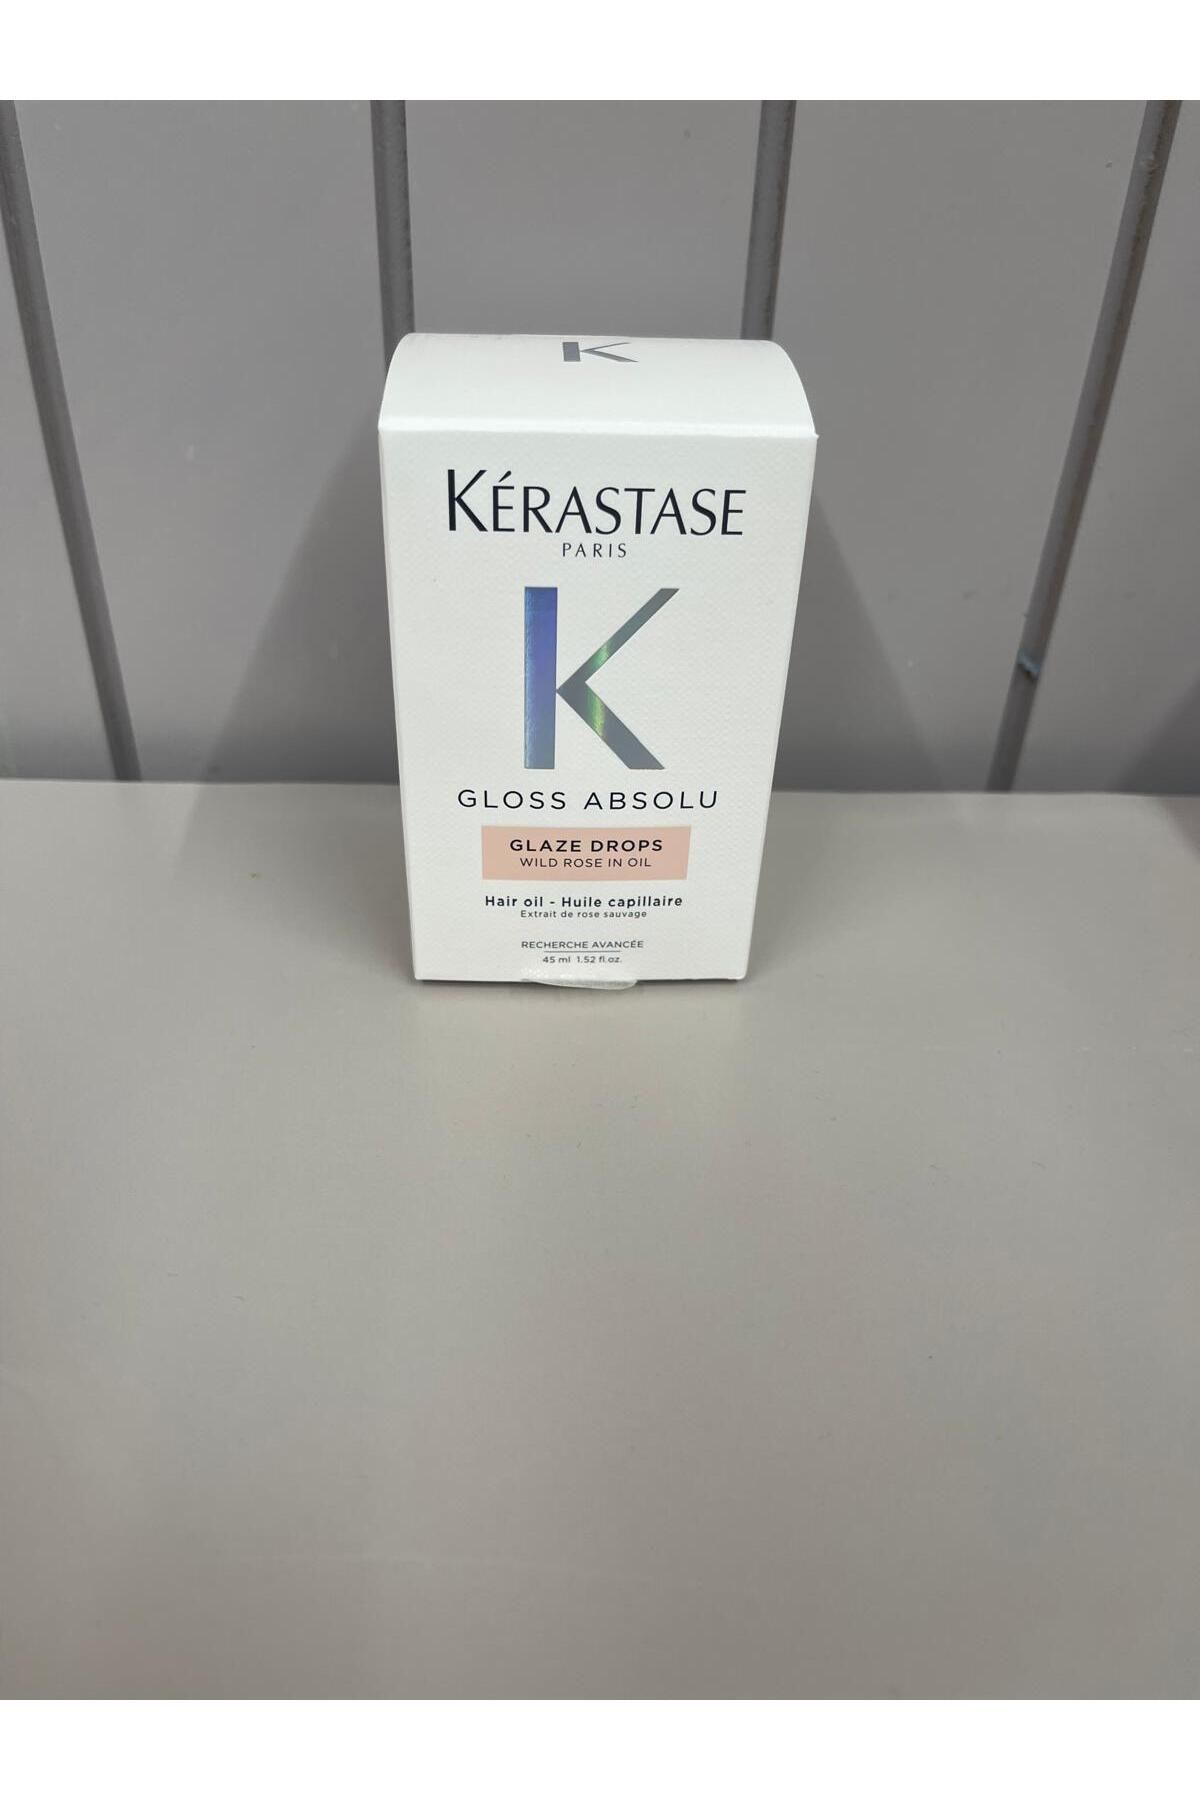 K
KÉRASTASE
PARIS
K
GLOSS ABSOLU
GLAZE DROPS
WILD ROSE IN OIL
Hair oil - Huile capillaire
Extrait de rose sauvage
RECHERCHE AVANCÉE
45 ml 1.52 fl.oz.